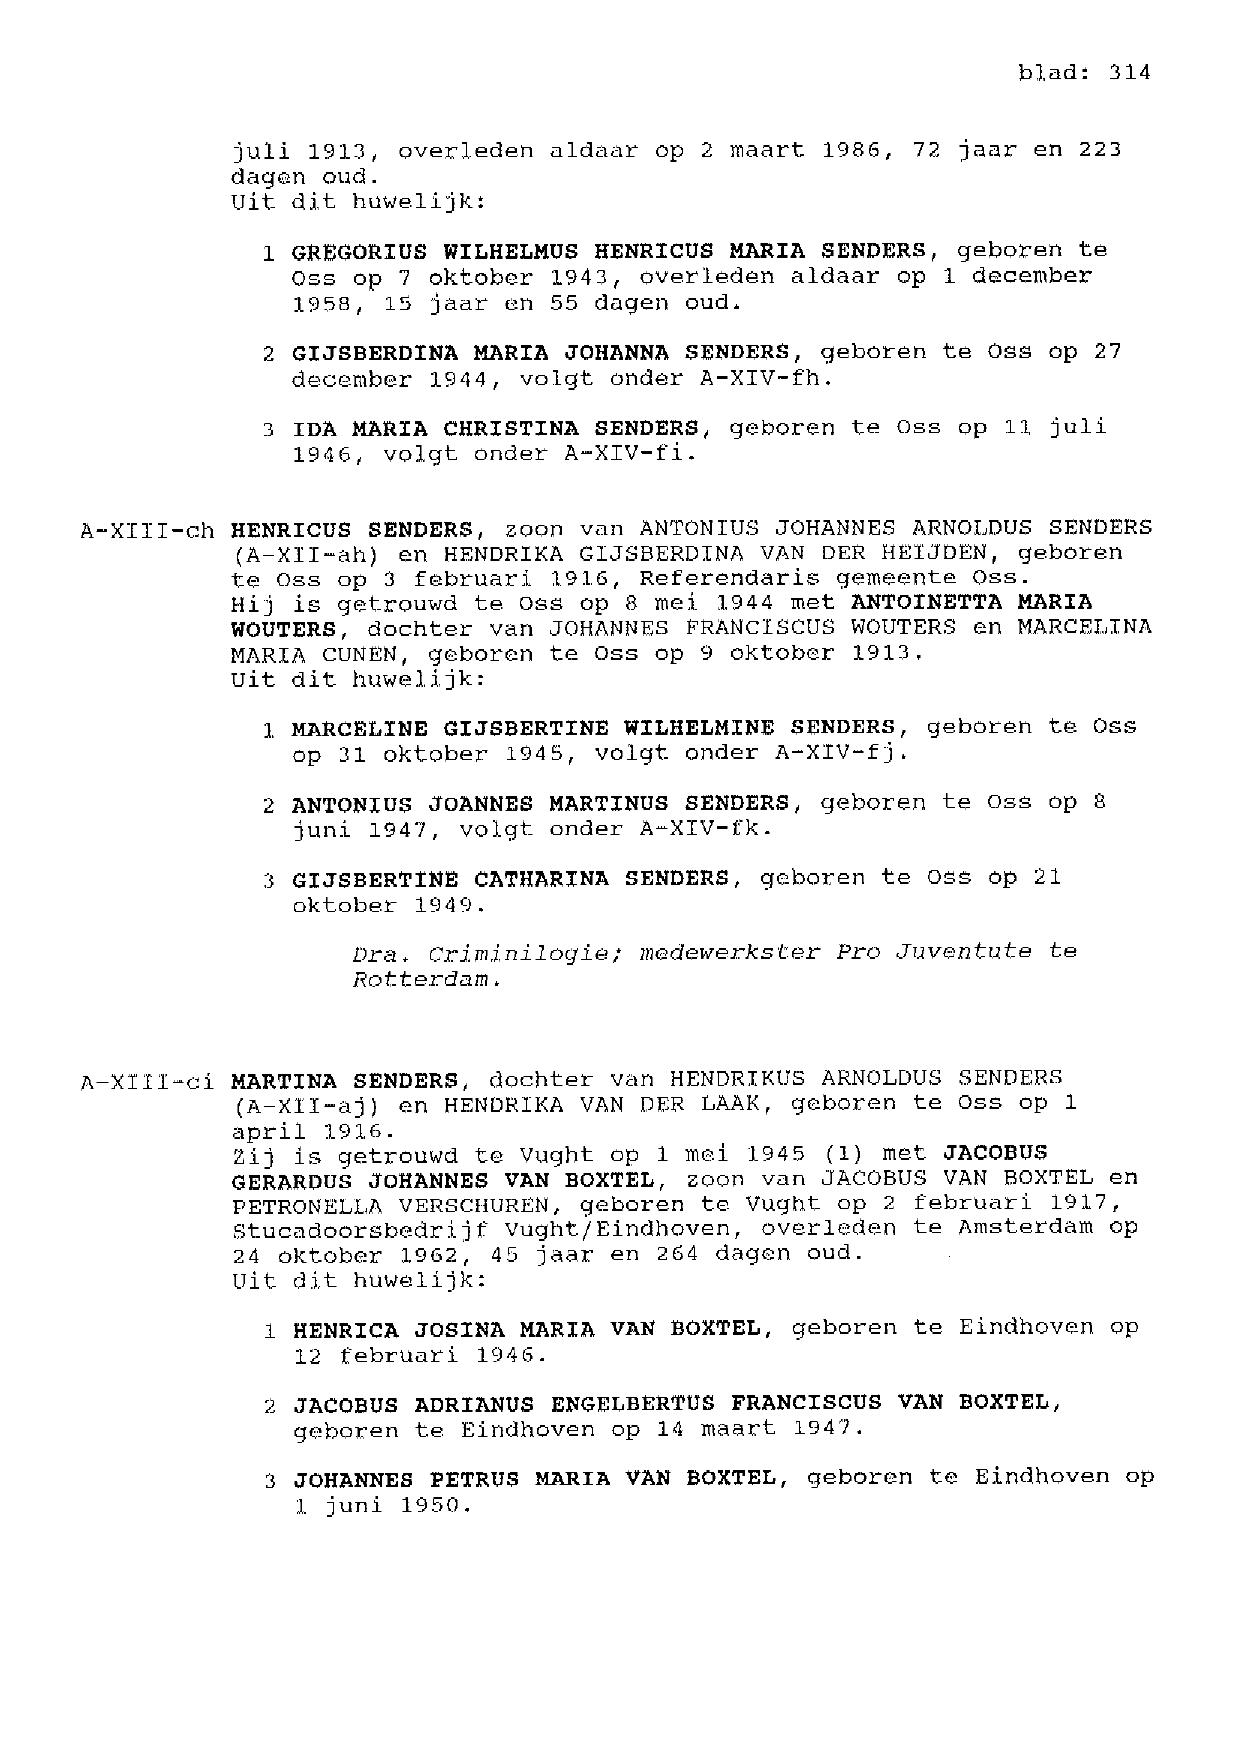 blad: 314
juli 1913, overleden aldaar op 2 maart 1986, 72 jaar en 223
dagen oud.
Uit dit huwelijk:
1 GREGORIUS WILHELMUS HENRICUS MARIA SENDERS, geboren te
Oss op 7 oktober 1943, overleden aldaar op 1 december
1958, 15 jaar en 55 dagen oud.
2 GIJSBERDINA MARIA JOHANNA SENDERS, geboren te Oss op 27
december 1944, volgt onder A-XIV-fh.
3 IDA MARIA CHRISTINA SENDERS, geboren te Oss op 11 juli
1946, volgt onder A-XIV-fi.
A-XIII-ch HENRICUS SENDERS, zoon van ANTONIUS JOHANNES ARNOLDUS SENDERS
(A-XII-ah) en HENDRIKA GIJSBERDINA VAN DER HEIJDEN, geboren
te Oss op 3 februari 1916, Referendaris gemeente Oss.
Hij is getrouwd te Oss op 8 mei 1944 met ANTOINETTA MARIA
WOUTERS, dochter van JOHANNES FRANCISCUS WOUTERS en MARCELINA
MARIA CUNEN, geboren te Oss op 9 oktober 1913.
Uit dit huwelijk:
1 MARCELINE GIJSBERTINE WILHELMINE SENDERS, geboren te Oss
op 31 oktober 1945, volgt onder A-XIV-fj.
2 ANTONIUS JOANNES MARTINUS SENDERS, geboren te Oss op 8
juni 1947, volgt onder A-XIV-fk.
3 GIJSBERTINE CATHARINA SENDERS, geboren te Oss op 21
oktober 1949.
Dra. Criminilogie; medewerkster Pro Juventute te
Rotterdam.
A-XIII-ci MARTINA SENDERS, dochter van HENDRIKUS ARNOLDUS SENDERS
(A-XII-aj) en HENDRIKA VAN DER LAAK, geboren te Oss op 1
april 1916.
Zij is getrouwd te Vught op 1 mei 1945 (1) met JACOBUS
GERARDUS JOHANNES VAN BOXTEL, zoon van JACOBUS VAN BOXTEL en
PETRONELLA VERSCHUREN, geboren te Vught op 2 februari 1917,
Stucadoorsbedrijf Vught/Eindhoven, overleden te Amsterdam op
24 oktober 1962, 45 jaar en 264 dagen oud.
Uit dit huwelijk:
1 HENRICA JOSINA MARIA VAN BOXTEL, geboren te Eindhoven op
12 februari 1946.
2 JACOBUS ADRIANUS ENGELBERTUS FRANCISCUS VAN BOXTEL,
geboren te Eindhoven op 14 maart 1947.
3 JOHANNES PETRUS MARIA VAN BOXTEL, geboren te Eindhoven op
1 juni 1950.